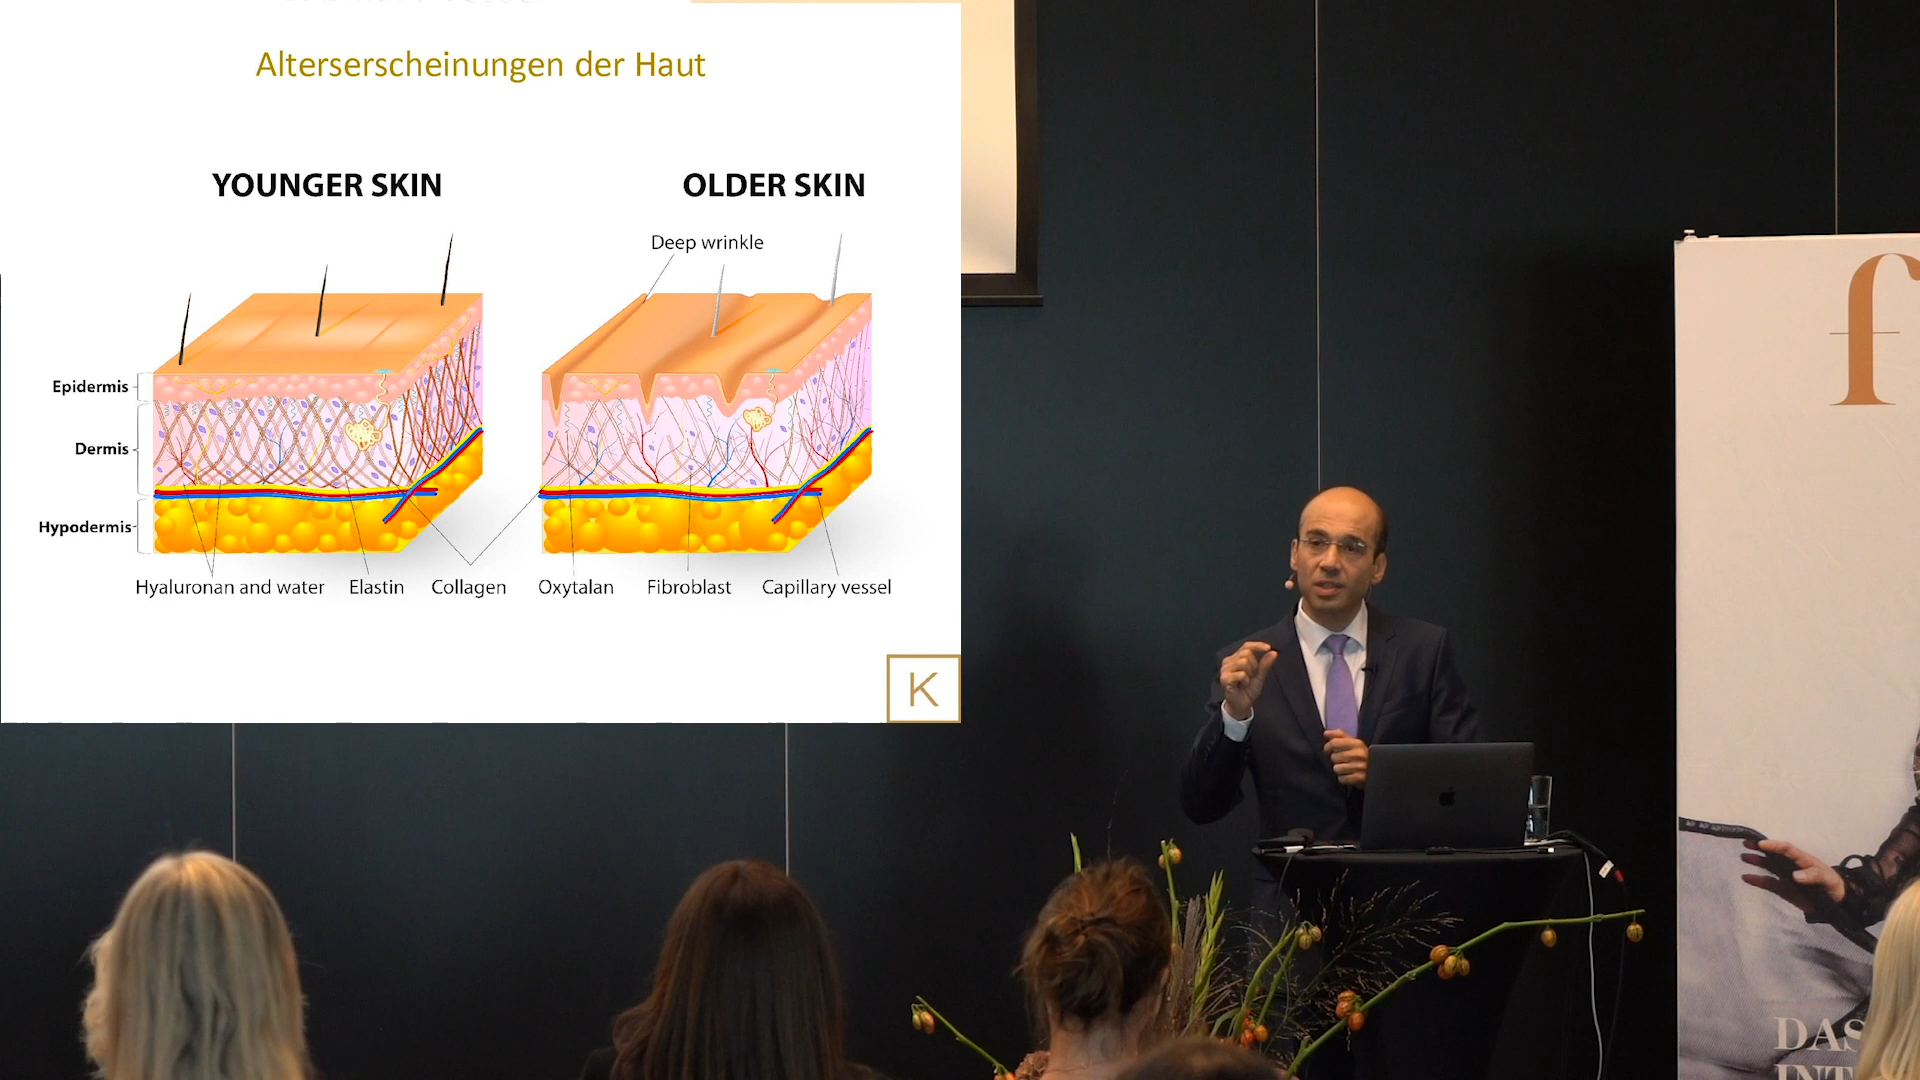 Alterserscheinungen der Haut
YOUNGER SKIN
OLDER SKIN
Deep wrinkle
Epidermis
Dermis
Hypodermis
Hyaluronan and water
Elastin
Collagen
Oxytalan
Fibroblast
Capillary vessel
K
f
DAS